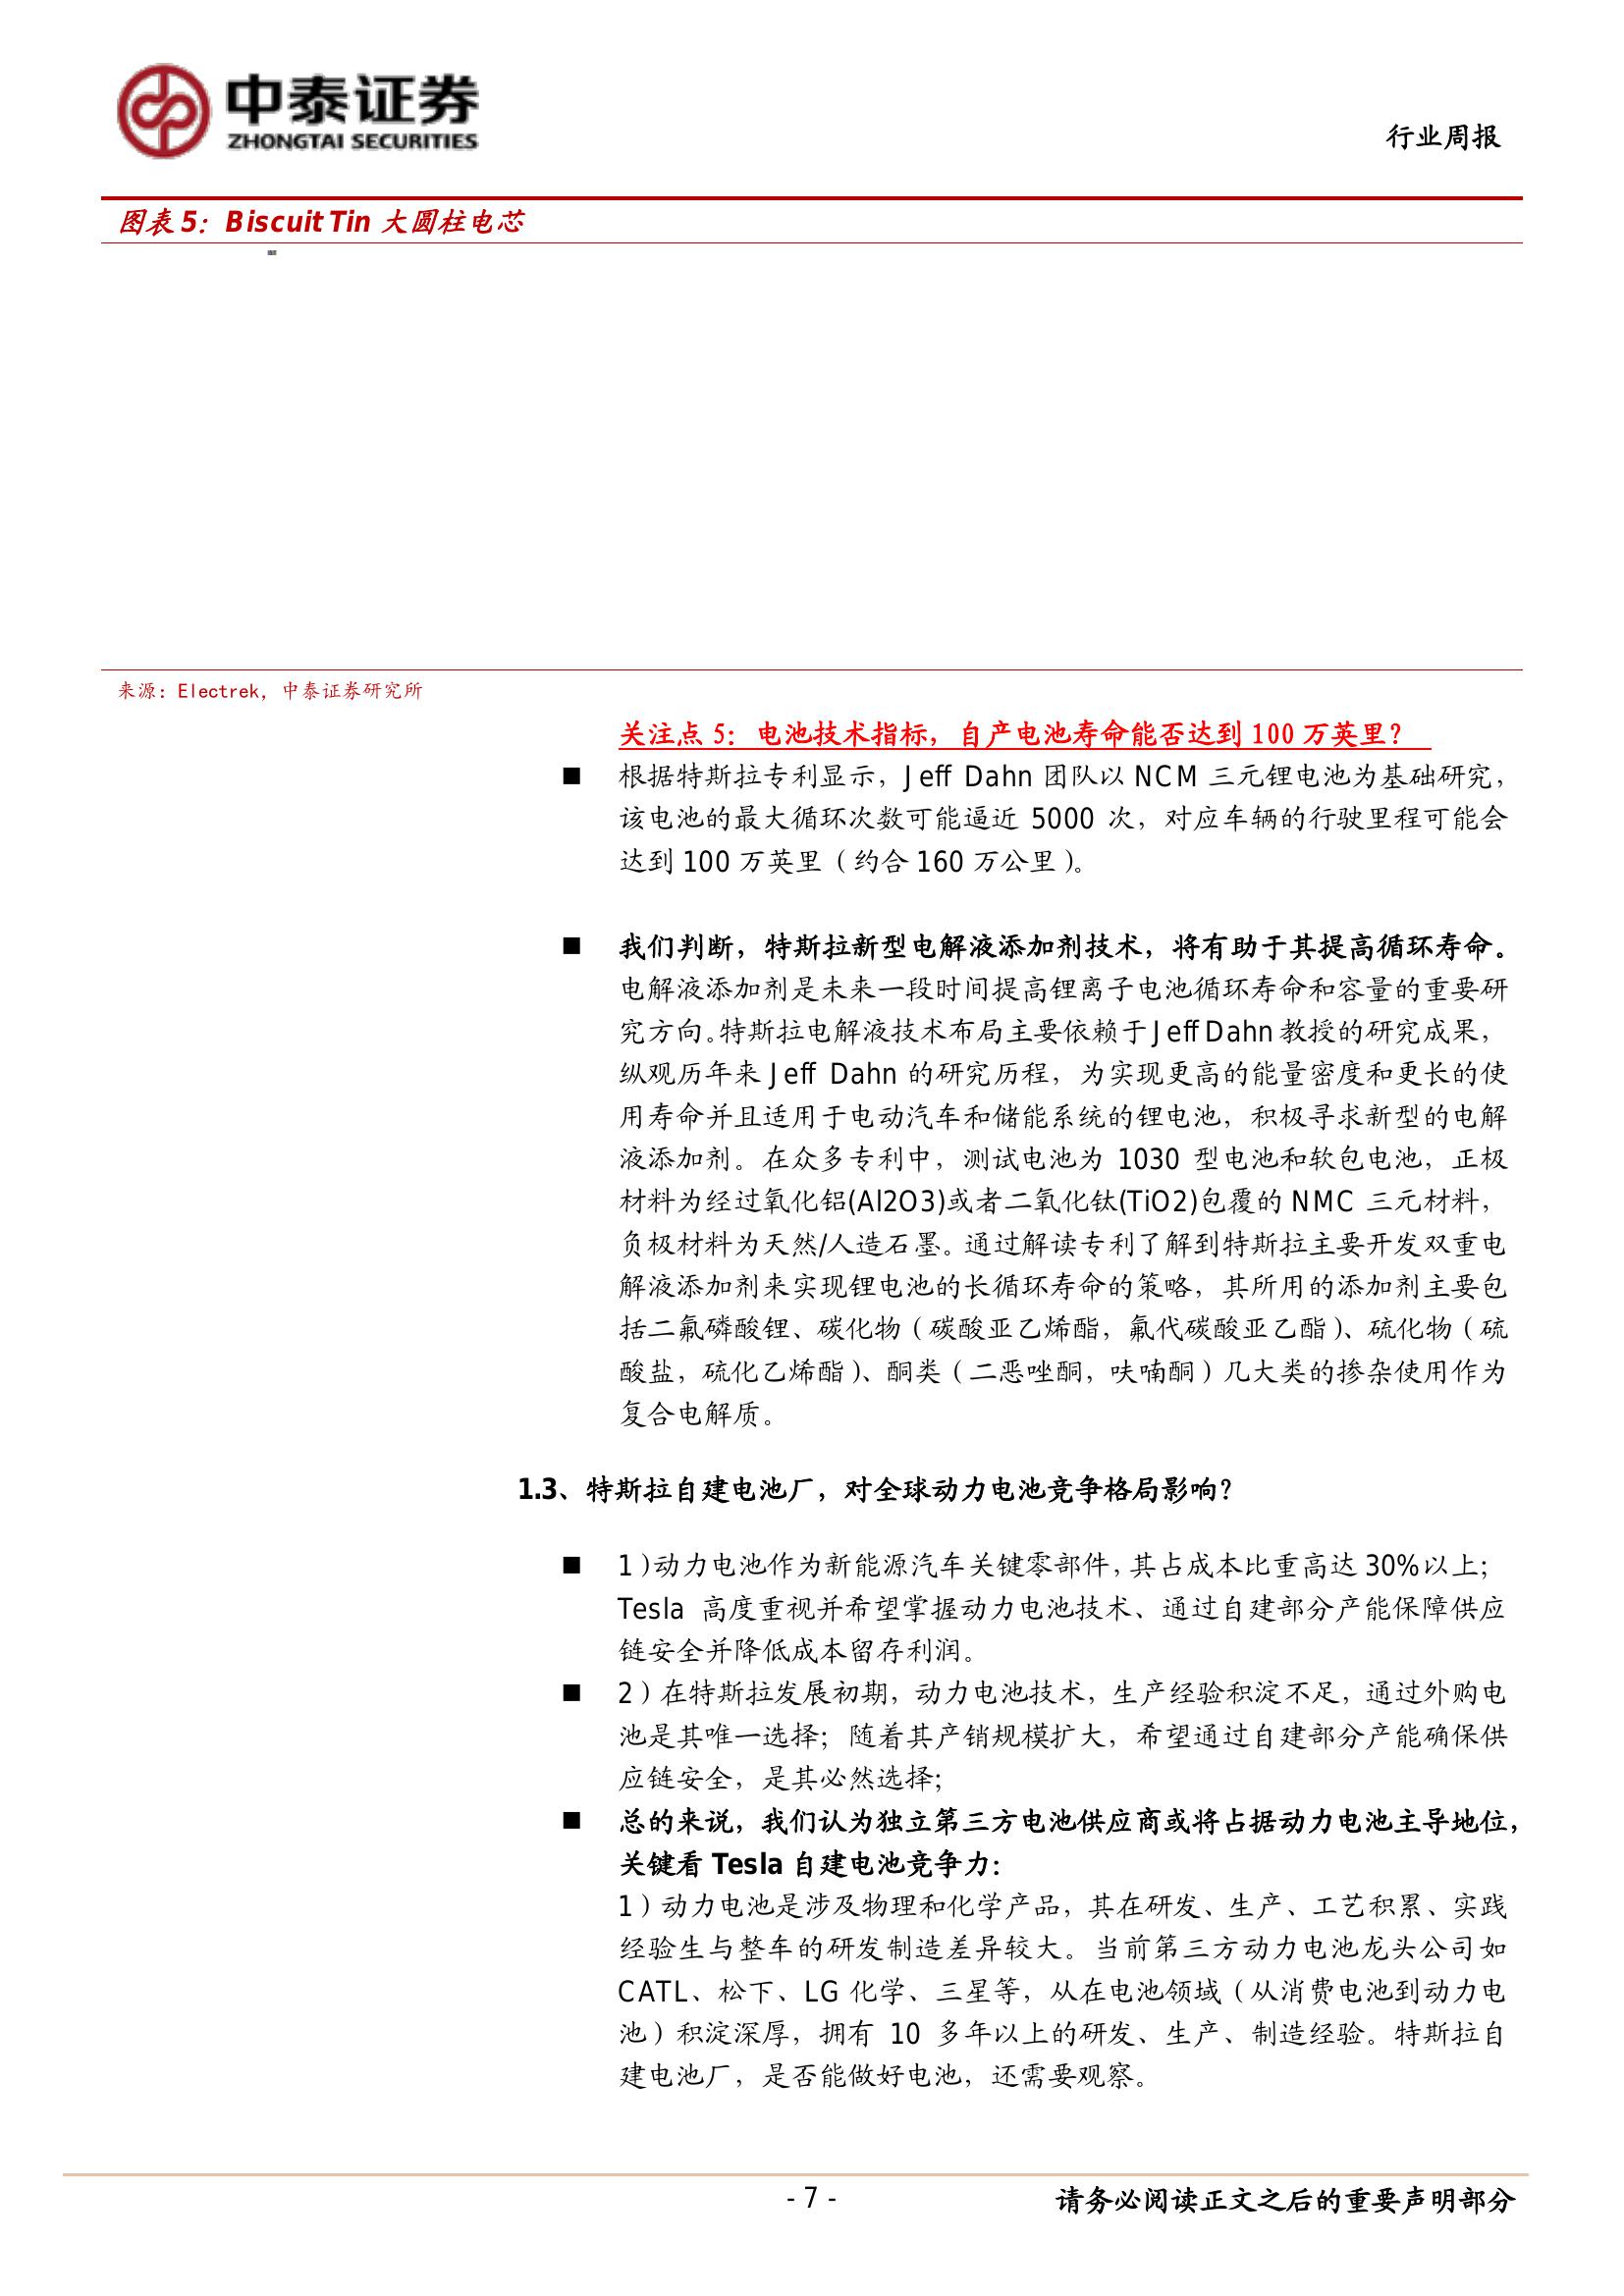 中泰证券
ZHONGTAI SECURITIES
行业周报
图表 5：Biscuit Tin 大圆柱电芯
来源：Electrek，中泰证券研究所
关注点 5：电池技术指标，自产电池寿命能否达到 100 万英里？
■ 根据特斯拉专利显示，Jeff Dahn 团队以 NCM 三元锂电池为基础研究，
该电池的最大循环次数可能逼近 5000 次，对应车辆的行驶里程可能会
达到 100 万英里（约合 160 万公里）。
■ 我们判断，特斯拉新型电解液添加剂技术，将有助于其提高循环寿命。
电解液添加剂是未来一段时间提高锂离子电池循环寿命和容量的重要研
究方向。特斯拉电解液技术布局主要依赖于 Jeff Dahn 教授的研究成果，
纵观历年来 Jeff Dahn 的研究历程，为实现更高的能量密度和更长的使
用寿命并且适用于电动汽车和储能系统的锂电池，积极寻求新型的电解
液添加剂。在众多专利中，测试电池为 1030 型电池和软包电池，正极
材料为经过氧化铝(Al2O3)或者二氧化钛(TiO2)包覆的 NMC 三元材料，
负极材料为天然/人造石墨。通过解读专利了解到特斯拉主要开发双重电
解液添加剂来实现锂电池的长循环寿命的策略，其所用的添加剂主要包
括二氟磷酸锂、碳化物（碳酸亚乙烯酯，氟代碳酸亚乙酯）、硫化物（硫
酸盐，硫化乙烯酯）、酮类（二恶唑酮，呋喃酮）几大类的掺杂使用作为
复合电解质。
1.3、特斯拉自建电池厂，对全球动力电池竞争格局影响？
■ 1）动力电池作为新能源汽车关键零部件，其占成本比重高达 30%以上；
Tesla 高度重视并希望掌握动力电池技术、通过自建部分产能保障供应
链安全并降低成本留存利润。
■ 2）在特斯拉发展初期，动力电池技术，生产经验积淀不足，通过外购电
池是其唯一选择；随着其产销规模扩大，希望通过自建部分产能确保供
应链安全，是其必然选择；
■ 总的来说，我们认为独立第三方电池供应商或将占据动力电池主导地位，
关键看 Tesla 自建电池竞争力：
1）动力电池是涉及物理和化学产品，其在研发、生产、工艺积累、实践
经验生与整车的研发制造差异较大。当前第三方动力电池龙头公司如
CATL、松下、LG 化学、三星等，从在电池领域（从消费电池到动力电
池）积淀深厚，拥有 10 多年以上的研发、生产、制造经验。特斯拉自
建电池厂，是否能做好电池，还需要观察。
- 7 -
请务必阅读正文之后的重要声明部分